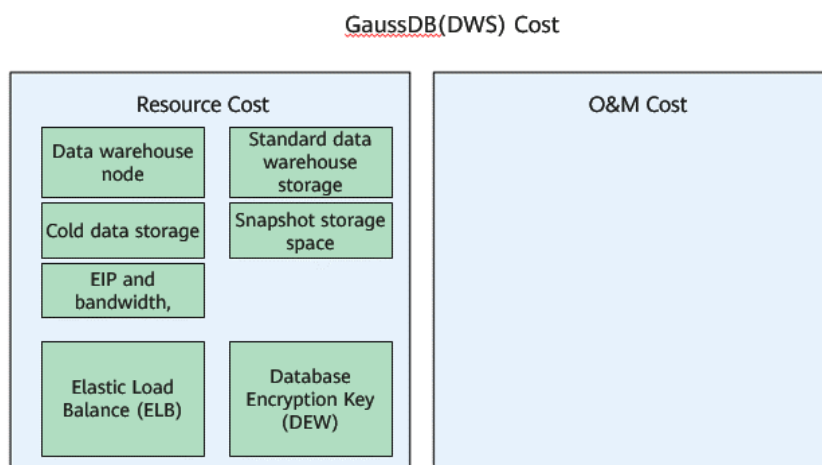 GaussDB(DWS) Cost
Resource Cost
Data warehouse
node
Standard data
warehouse
storage
Cold data storage
Snapshot storage
space
EIP and
bandwidth,
Elastic Load
Balance (ELB)
Database
Encryption Key
(DEW)
O&M Cost